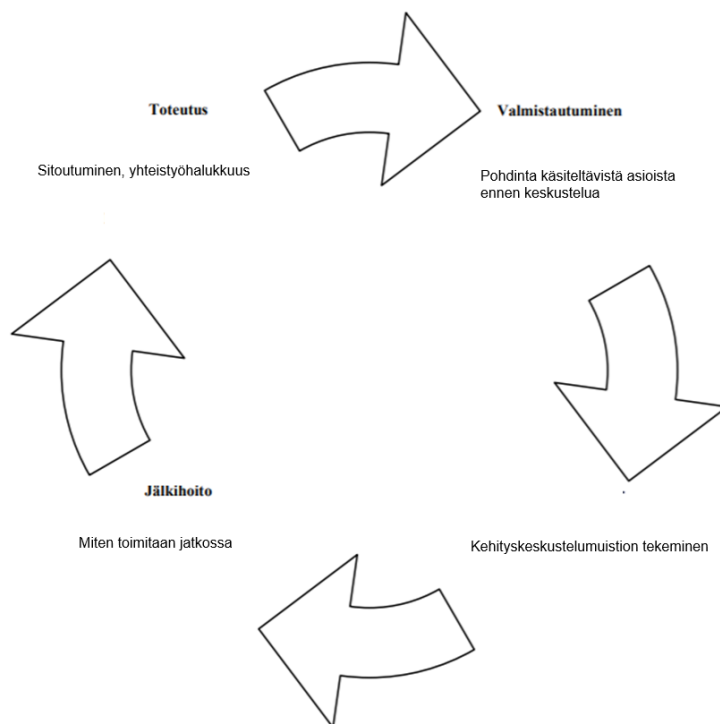 Toteutus
Valmistautuminen
Sitoutuminen, yhteistyöhalukkuus
Pohdinta käsiteltävistä asioista
ennen keskustelua
.
Jälkihoito
Miten toimitaan jatkossa
Kehityskeskustelumuistion tekeminen